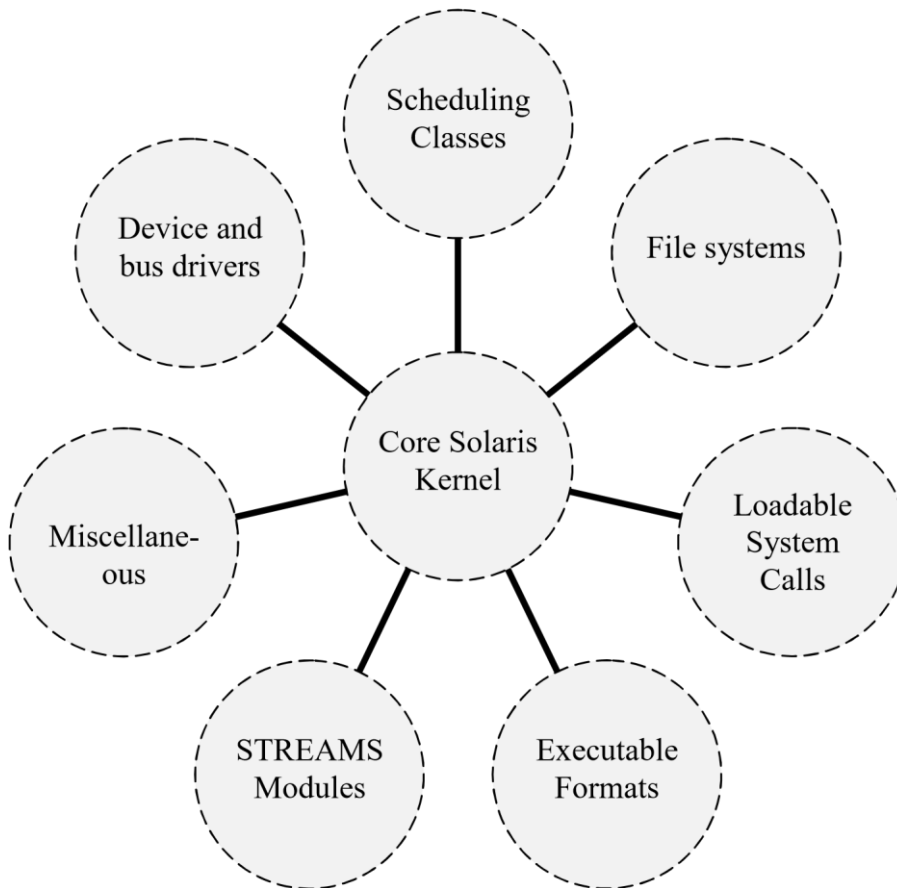 Scheduling
Classes
Device and
bus drivers
File systems
Core Solaris
Kernel
Miscellane-
ous
Loadable
System
Calls
STREAMS
Modules
Executable
Formats